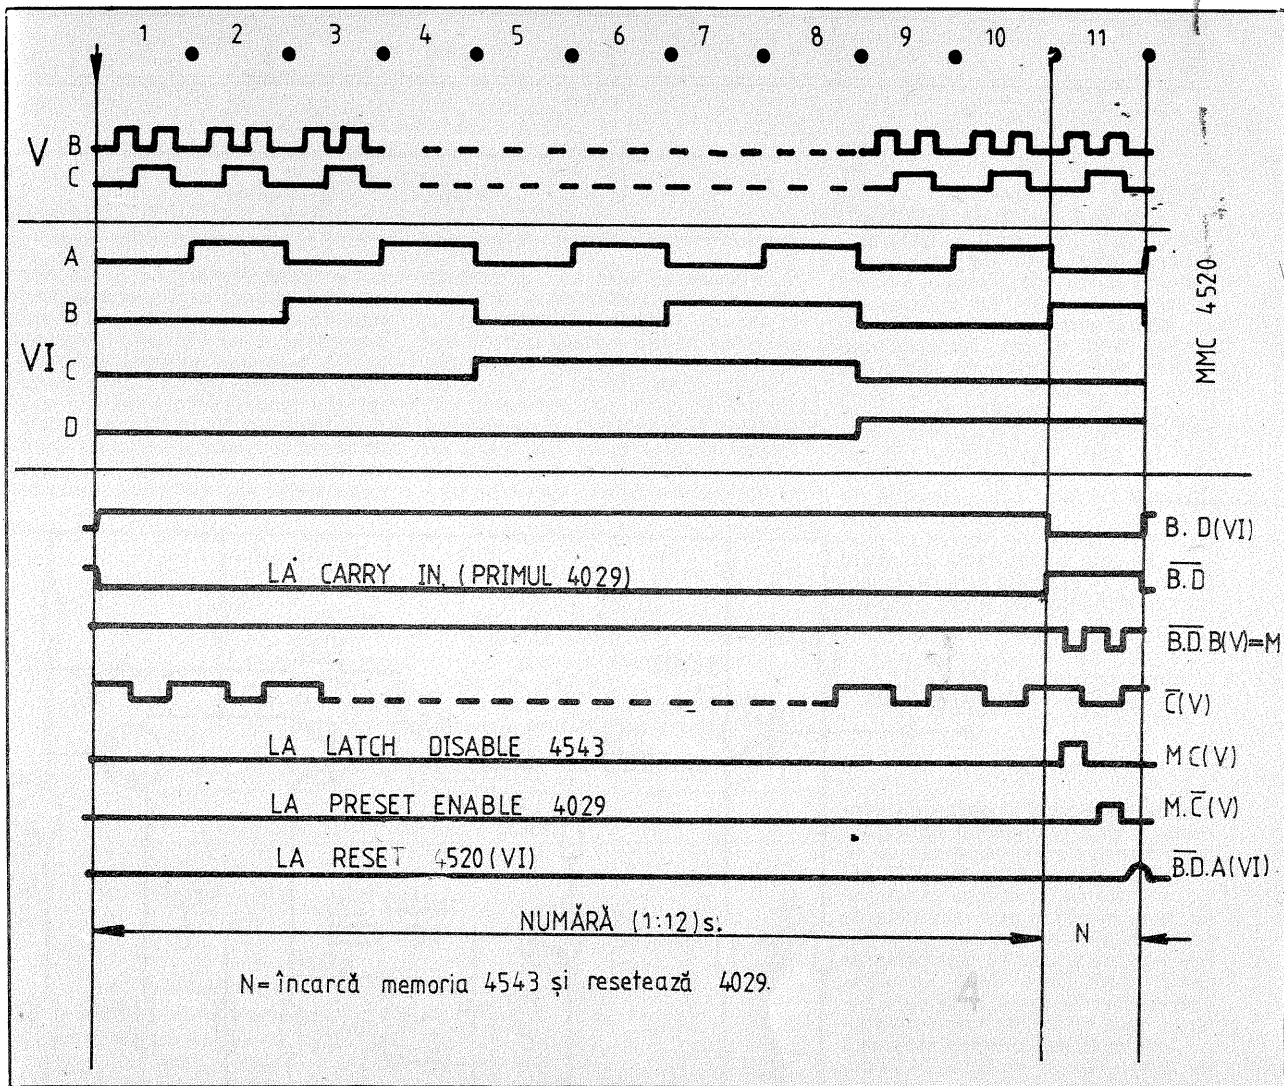 1 2 3 4 5 6 7 8 9 10 11
V
B
C
VI
A
B
C
D
MMC 4520
B. D(VI)
LA CARRY IN. (PRIMUL 4029)
B̅.̅D̅
B̅.̅D̅.B(V)=M
C̅(V)
LA LATCH DISABLE 4543
MC(V)
LA PRESET ENABLE 4029
M.C̅(V)
LA RESET 4520(VI)
B̅.̅D̅.A(VI)
NUMĂRĂ (1:12)s.
N
N=încarcă memoria 4543 și resetează 4029.